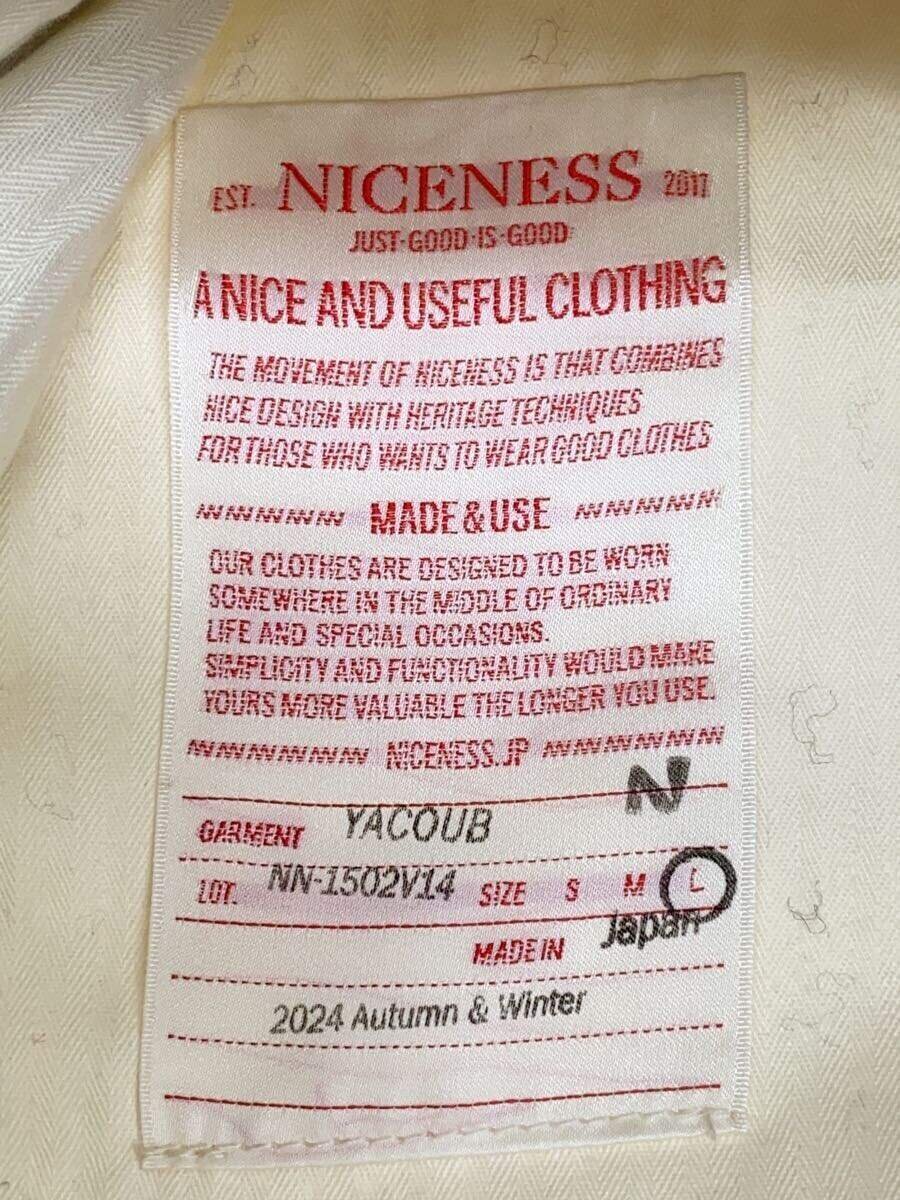 EST. NICENESS 2017
JUST·GOOD·IS·GOOD
A NICE AND USEFUL CLOTHING
THE MOVEMENT OF NICENESS IS THAT COMBINES
NICE DESIGN WITH HERITAGE TECHNIQUES
FOR THOSE WHO WANTS TO WEAR GOOD CLOTHES
MADE & USE
OUR CLOTHES ARE DESIGNED TO BE WORN
SOMEWHERE IN THE MIDDLE OF ORDINARY
LIFE AND SPECIAL OCCASIONS.
SIMPLICITY AND FUNCTIONALITY WOULD MAKE
YOURS MORE VALUABLE THE LONGER YOU USE.
NICENESS.JP
N
GARMENT YACOUB
LOT. NN-1502V14 SIZE S M L
MADE IN Japan
2024 Autumn & Winter